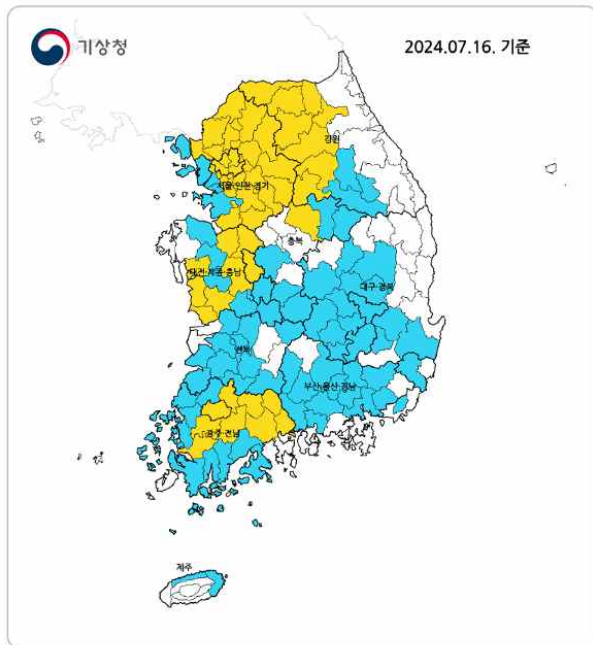 기상청
2024.07.16. 기준
강원
서울·인천·경기
충북
대전·세종·충남
대구·경북
전북
부산·울산·경남
광주·전남
제주